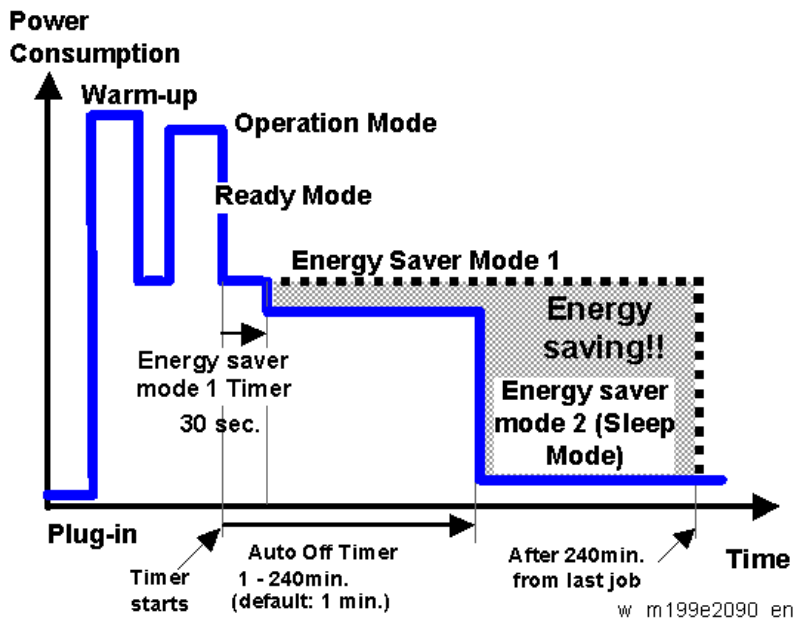 Power
Consumption
Warm-up
Operation Mode
Ready Mode
Energy Saver Mode 1
Energy
saving!!
Energy saver
mode 1 Timer
30 sec.
Energy saver
mode 2 (Sleep
Mode)
Plug-in
Timer
starts
Auto Off Timer
1 - 240min.
(default: 1 min.)
After 240min.
from last job
Time
w_m199e2090_en